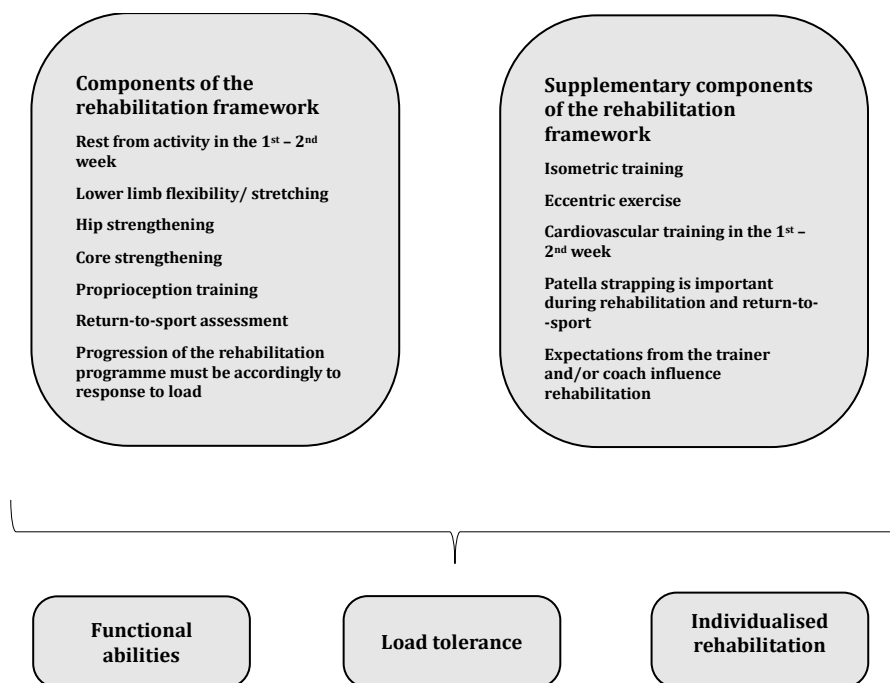 Components of the
rehabilitation framework
Rest from activity in the 1st – 2nd
week
Lower limb flexibility/ stretching
Hip strengthening
Core strengthening
Proprioception training
Return-to-sport assessment
Progression of the rehabilitation
programme must be accordingly to
response to load
Supplementary components
of the rehabilitation
framework
Isometric training
Eccentric exercise
Cardiovascular training in the 1st –
2nd week
Patella strapping is important
during rehabilitation and return-to-
-sport
Expectations from the trainer
and/or coach influence
rehabilitation
Functional
abilities
Load tolerance
Individualised
rehabilitation